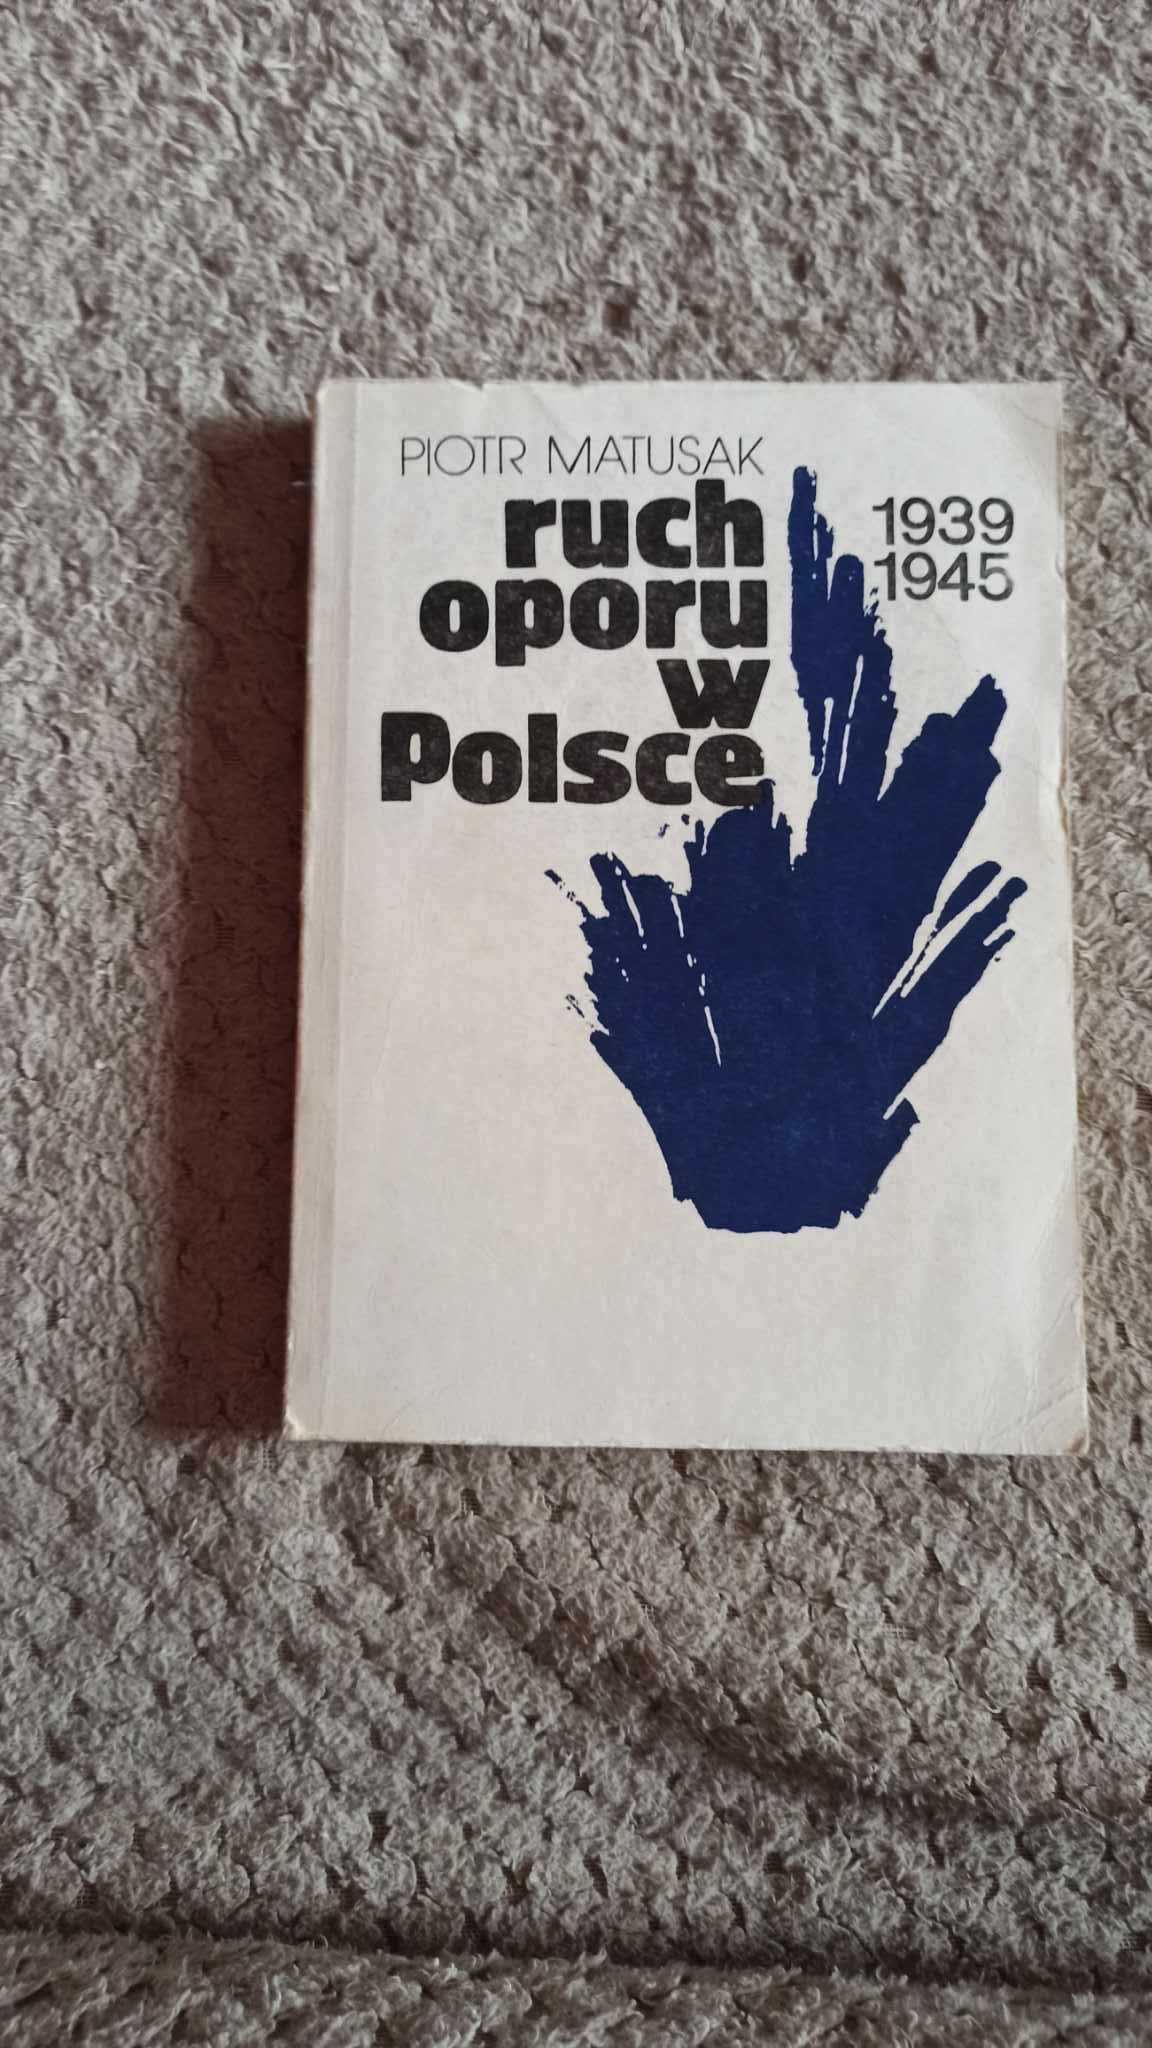 PIOTR MATUSAK
ruch
oporu
w
Polsce
1939
1945